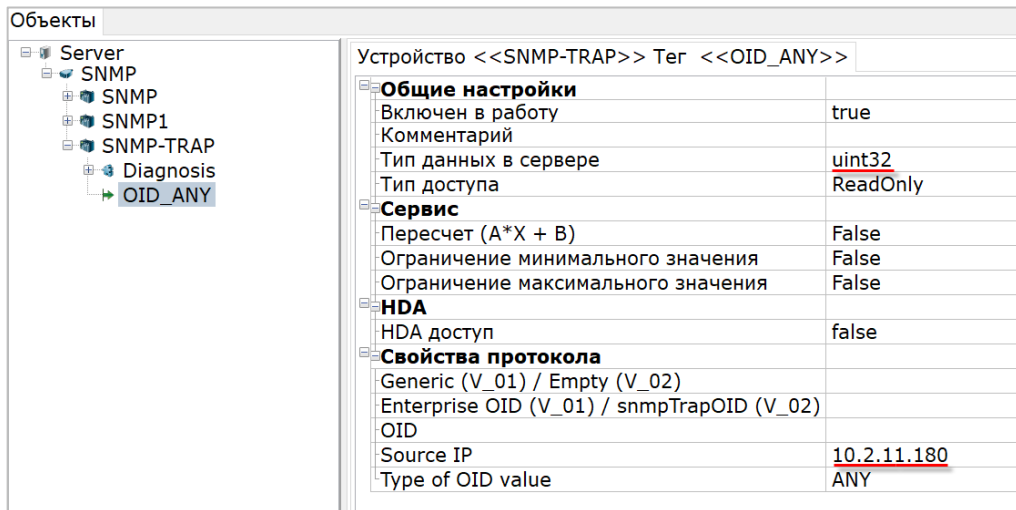 Объекты
Server
SNMP
SNMP
SNMP1
SNMP-TRAP
Diagnosis
OID_ANY
Устройство <<SNMP-TRAP>> Тег <<OID_ANY>>
Общие настройки
Включен в работу true
Комментарий
Тип данных в сервере uint32
Тип доступа ReadOnly
Сервис
Пересчет (A*X + B) False
Ограничение минимального значения False
Ограничение максимального значения False
HDA
HDA доступ false
Свойства протокола
Generic (V_01) / Empty (V_02)
Enterprise OID (V_01) / snmpTrapOID (V_02)
OID
Source IP 10.2.11.180
Type of OID value ANY